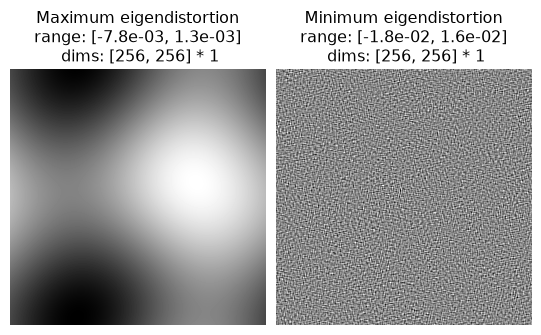 Maximum eigendistortion
range: [-7.8e-03, 1.3e-03]
dims: [256, 256] * 1
Minimum eigendistortion
range: [-1.8e-02, 1.6e-02]
dims: [256, 256] * 1